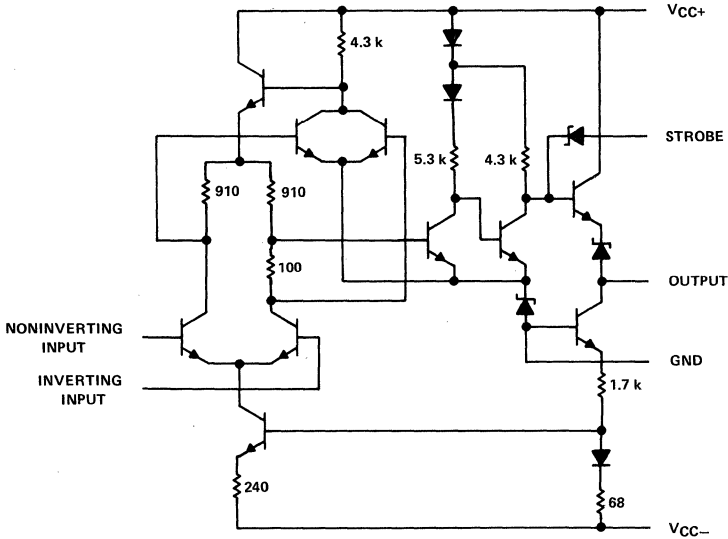 VCC+
4.3 k
STROBE
5.3 k
4.3 k
910
910
100
OUTPUT
NONINVERTING
INPUT
GND
INVERTING
INPUT
1.7 k
240
68
VCC–